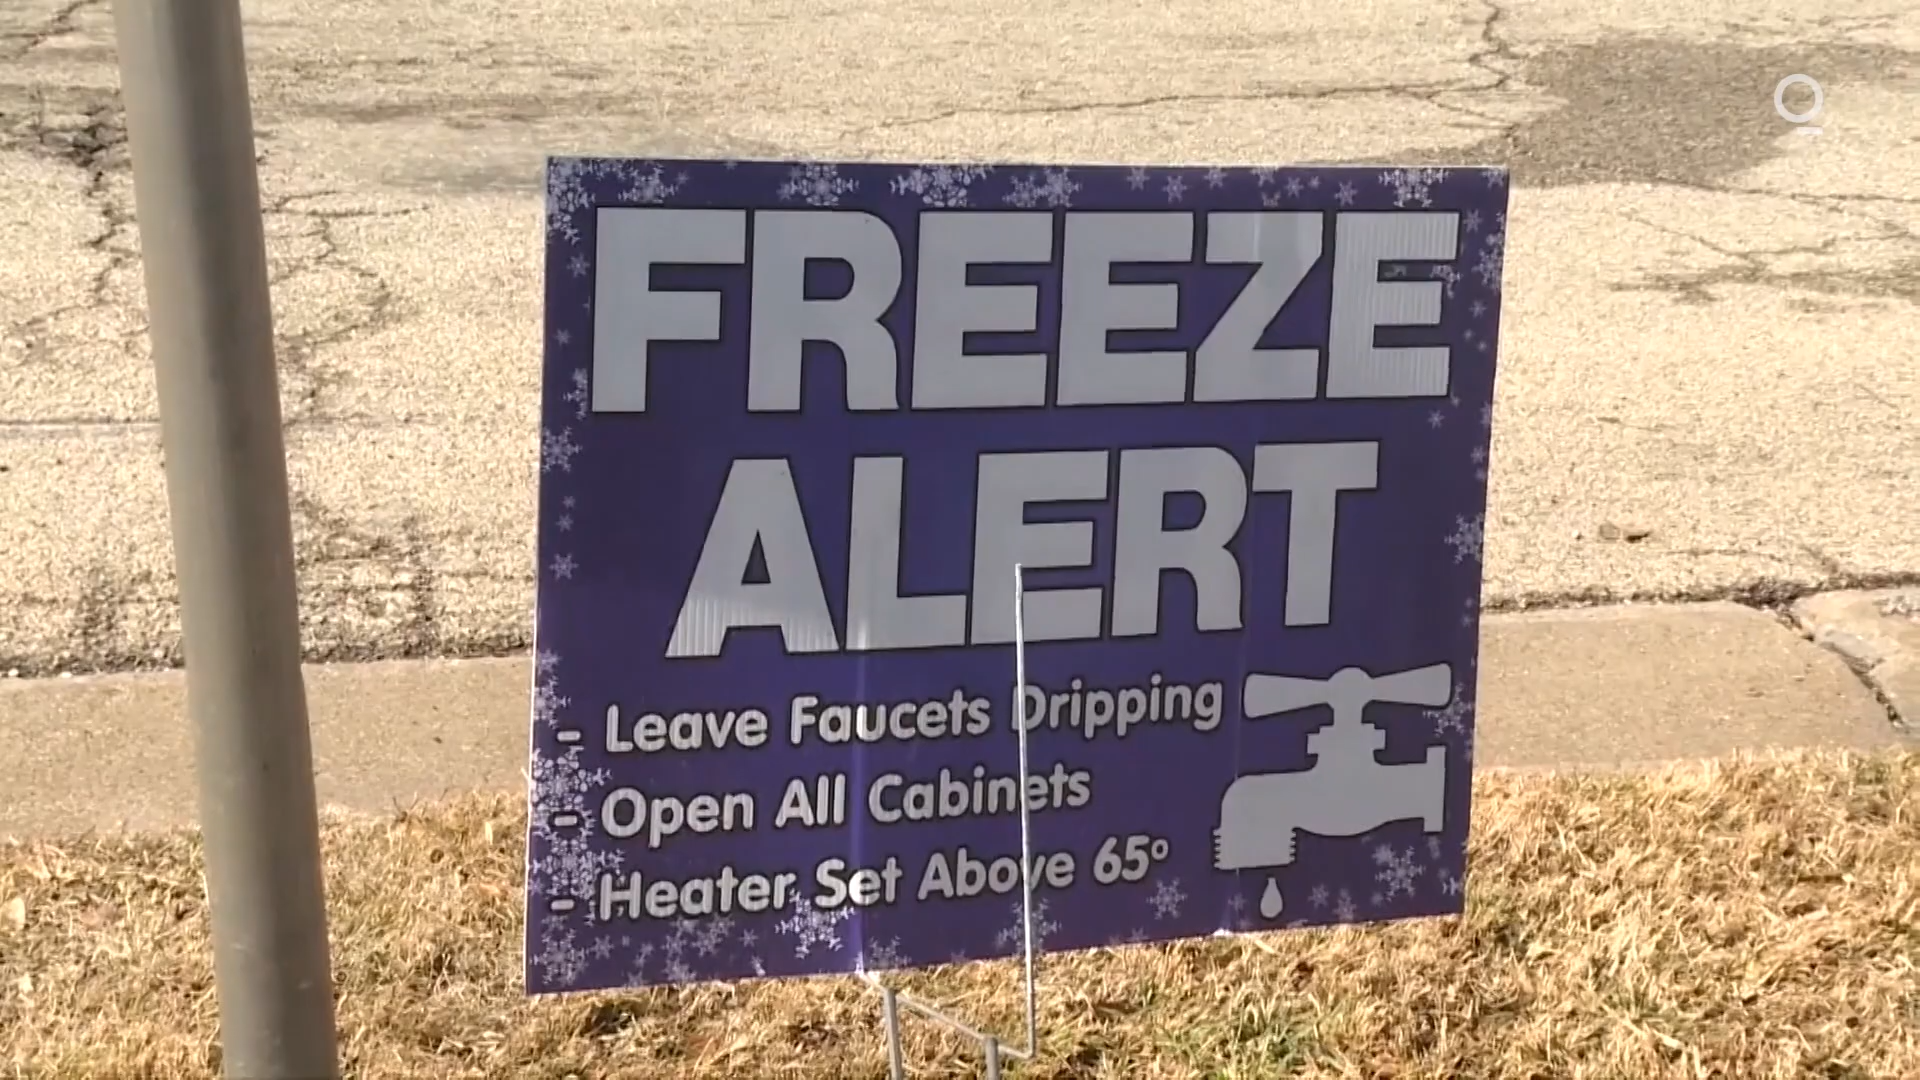 FREEZE
ALERT
- Leave Faucets Dripping
- Open All Cabinets
- Heater Set Above 65°